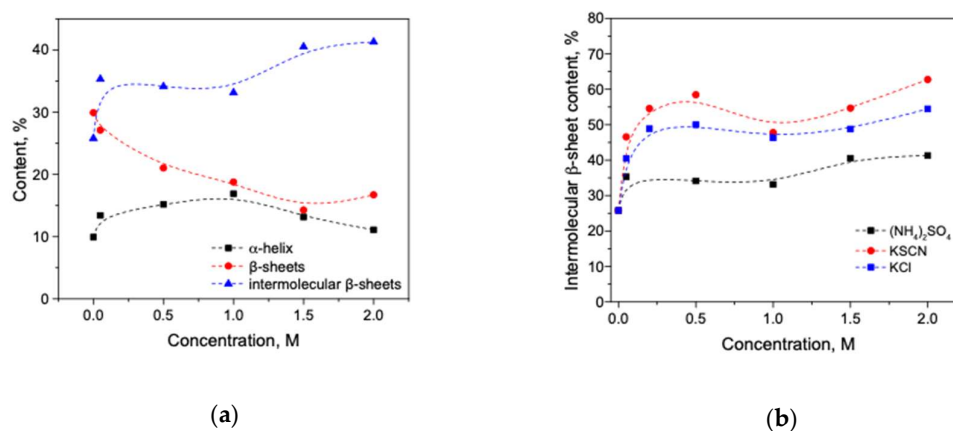 Content, %
40
30
20
10
0
α-helix
β-sheets
intermolecular β-sheets
0.0 0.5 1.0 1.5 2.0
Concentration, M
(a)
Intermolecular β-sheet content, %
80
70
60
50
40
30
20
10
0
(NH₄)₂SO₄
KSCN
KCl
0.0 0.5 1.0 1.5 2.0
Concentration, M
(b)